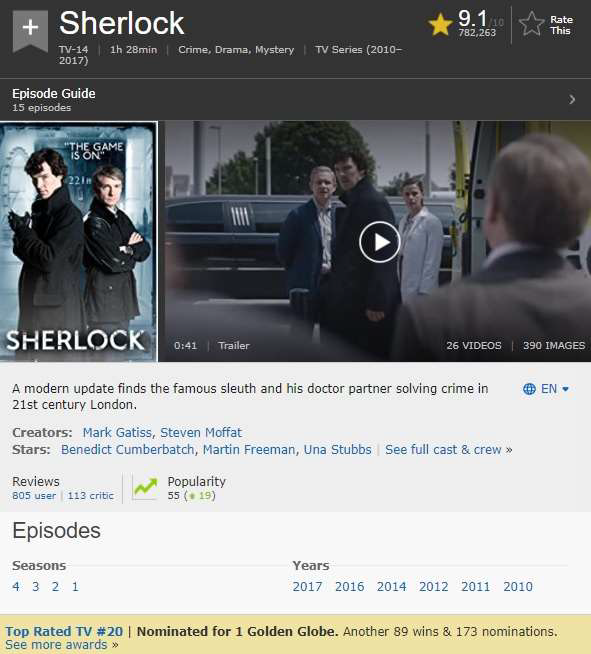 Sherlock
9.1/10
782,263
Rate
This
TV-14 | 1h 28min | Crime, Drama, Mystery | TV Series (2010–
2017)
Episode Guide
15 episodes
"THE GAME
IS ON"
221B
SHERLOCK
0:41 | Trailer
26 VIDEOS | 390 IMAGES
A modern update finds the famous sleuth and his doctor partner solving crime in
21st century London.
EN
Creators: Mark Gatiss, Steven Moffat
Stars: Benedict Cumberbatch, Martin Freeman, Una Stubbs | See full cast & crew »
Reviews
805 user | 113 critic
Popularity
55 (19)
Episodes
Seasons
4 3 2 1
Years
2017 2016 2014 2012 2011 2010
Top Rated TV #20 | Nominated for 1 Golden Globe. Another 89 wins & 173 nominations.
See more awards »